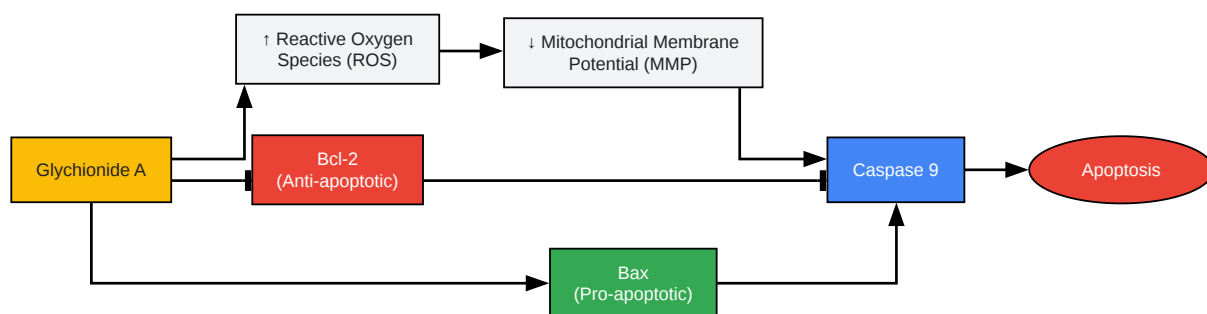 ↑ Reactive Oxygen
Species (ROS)
↓ Mitochondrial Membrane
Potential (MMP)
Glychionide A
Bcl-2
(Anti-apoptotic)
Caspase 9
Apoptosis
Bax
(Pro-apoptotic)